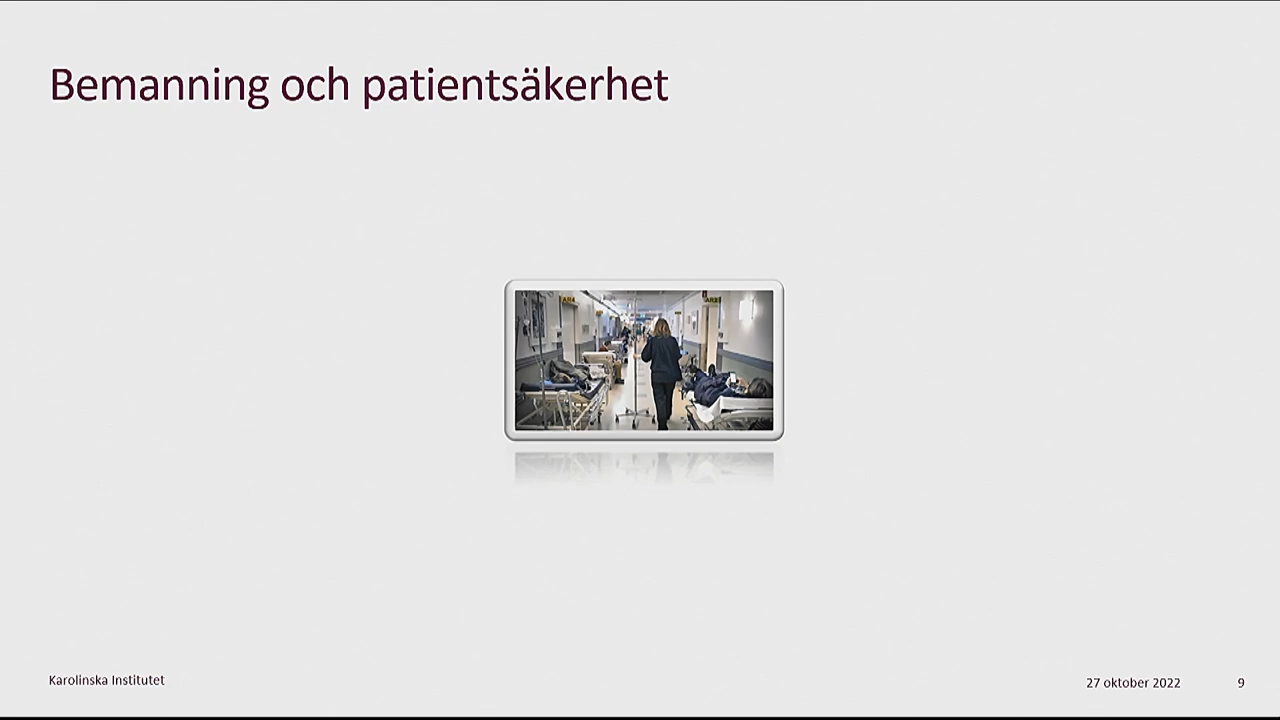 Bemanning och patientsäkerhet
Karolinska Institutet
27 oktober 2022
9